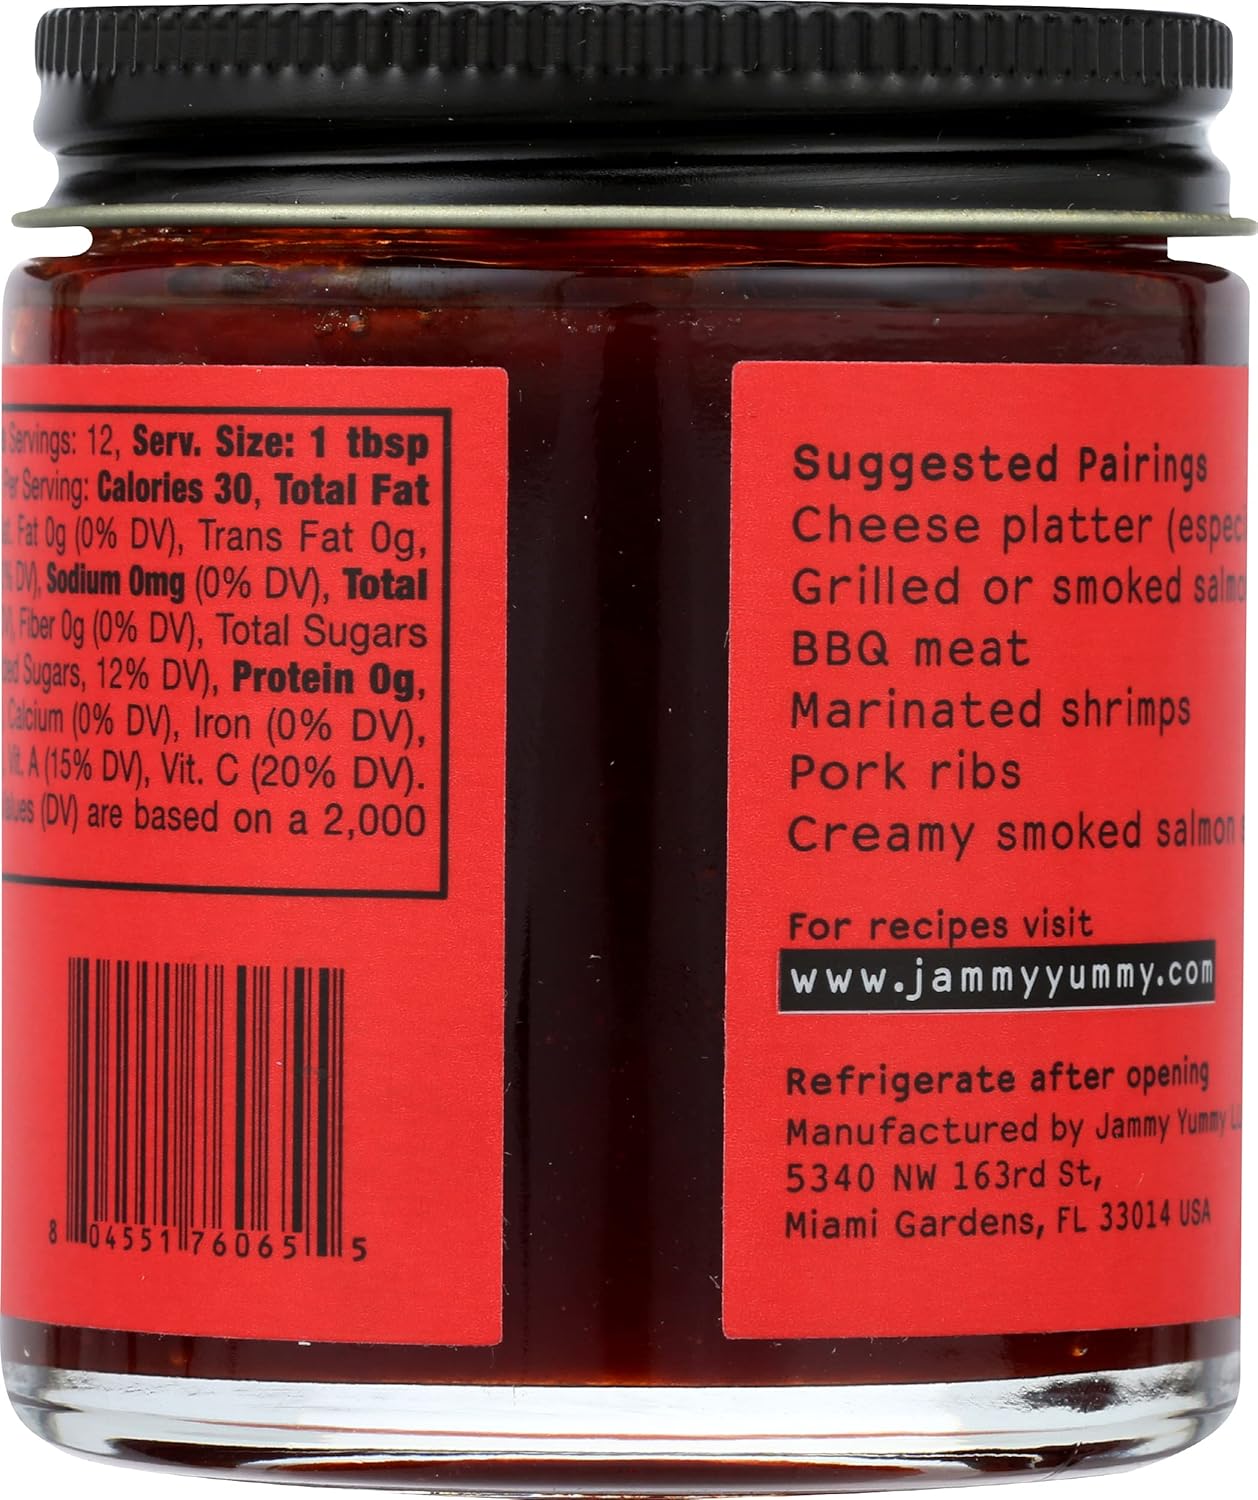 Servings: 12, Serv. Size: 1 tbsp
Per Serving: Calories 30, Total Fat
Fat 0g (0% DV), Trans Fat 0g,
DV), Sodium 0mg (0% DV), Total
Fiber 0g (0% DV), Total Sugars
Sugars, 12% DV), Protein 0g,
Calcium (0% DV), Iron (0% DV),
Vit. A (15% DV), Vit. C (20% DV).
(DV) are based on a 2,000
8 04551 76065 5
Suggested Pairings
Cheese platter
Grilled or smoked
BBQ meat
Marinated shrimps
Pork ribs
Creamy smoked salmon
For recipes visit
www.jammyyummy.com
Refrigerate after opening
Manufactured by Jammy Yummy
5340 NW 163rd St,
Miami Gardens, FL 33014 USA